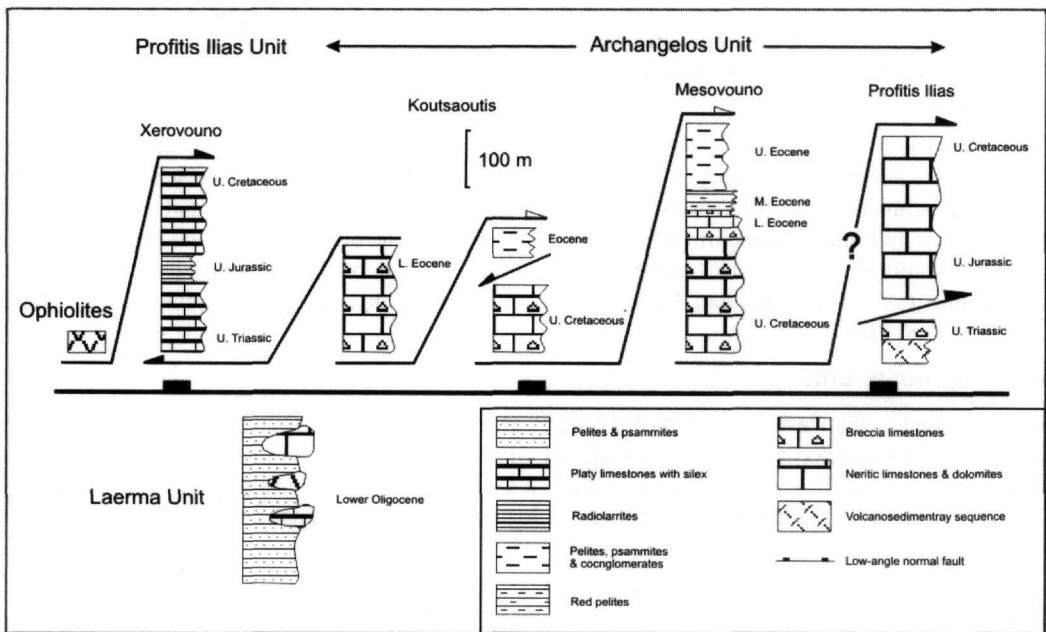 Profitis Ilias Unit
Archangelos Unit
Mesovouno
Profitis Ilias
Koutsaoutis
Xerovouno
100 m
U. Cretaceous
U. Jurassic
U. Triassic
L. Eocene
Eocene
U. Cretaceous
U. Eocene
M. Eocene
L. Eocene
U. Cretaceous
?
U. Cretaceous
U. Jurassic
U. Triassic
Ophiolites
Laerma Unit
Lower Oligocene
Pelites & psammites
Platy limestones with silex
Radiolarrites
Pelites, psammites
& cocnglomerates
Red pelites
Breccia limestones
Neritic limestones & dolomites
Volcanosedimentray sequence
Low-angle normal fault